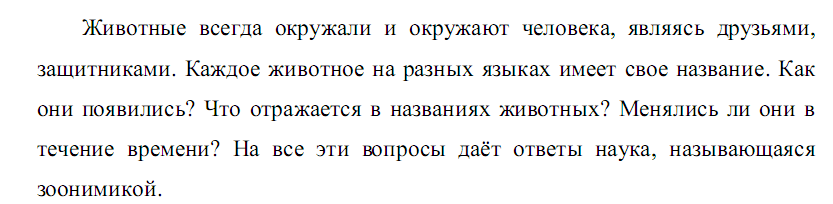 Животные всегда окружали и окружают человека, являясь друзьями,
защитниками. Каждое животное на разных языках имеет свое название. Как
они появились? Что отражается в названиях животных? Менялись ли они в
течение времени? На все эти вопросы даёт ответы наука, называющаяся
зоонимикой.